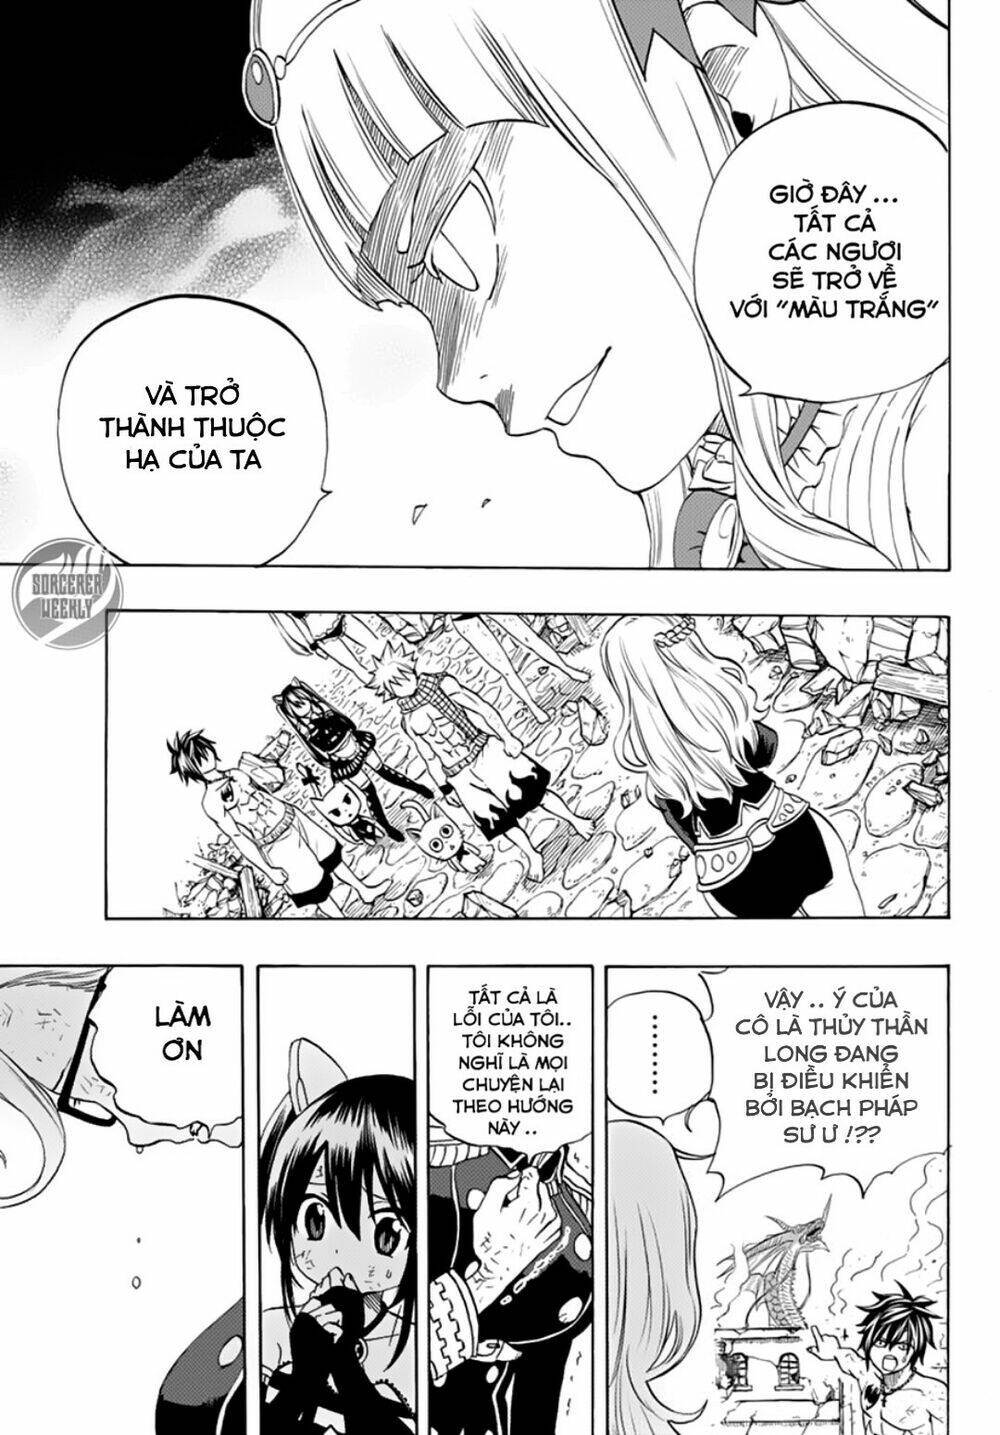 GIỜ ĐÂY ...
TẤT CẢ
CÁC NGƯƠI
SẼ TRỞ VỀ
VỚI "MÀU TRẮNG"
VÀ TRỞ
THÀNH THUỘC
HẠ CỦA TA
SORCERER
WEEKLY
VẬY .. Ý CỦA
CÔ LÀ THỦY THẦN
LONG ĐANG
BỊ ĐIỀU KHIỂN
BỞI BẠCH PHÁP
SƯ Ư !??
.........
TẤT CẢ LÀ
LỖI CỦA TÔI..
TÔI KHÔNG
NGHĨ LÀ MỌI
CHUYỆN LẠI
THEO HƯỚNG
NÀY ..
LÀM
ƠN